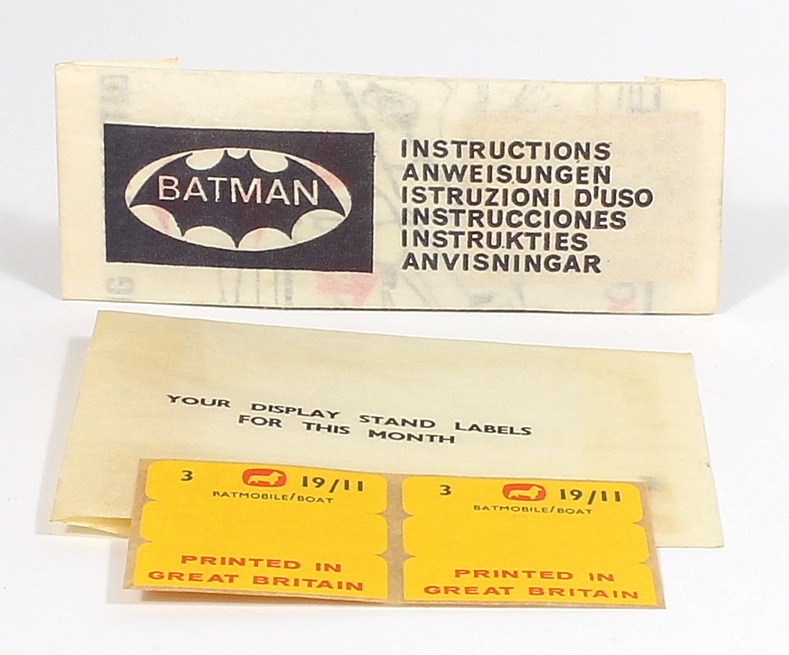 BATMAN
INSTRUCTIONS
ANWEISUNGEN
ISTRUZIONI D'USO
INSTRUCCIONES
INSTRUKTIES
ANVISNINGAR
YOUR DISPLAY STAND LABELS
FOR THIS MONTH
3 19/11
BATMOBILE/BOAT
PRINTED IN
GREAT BRITAIN
3 19/11
BATMOBILE/BOAT
PRINTED IN
GREAT BRITAIN